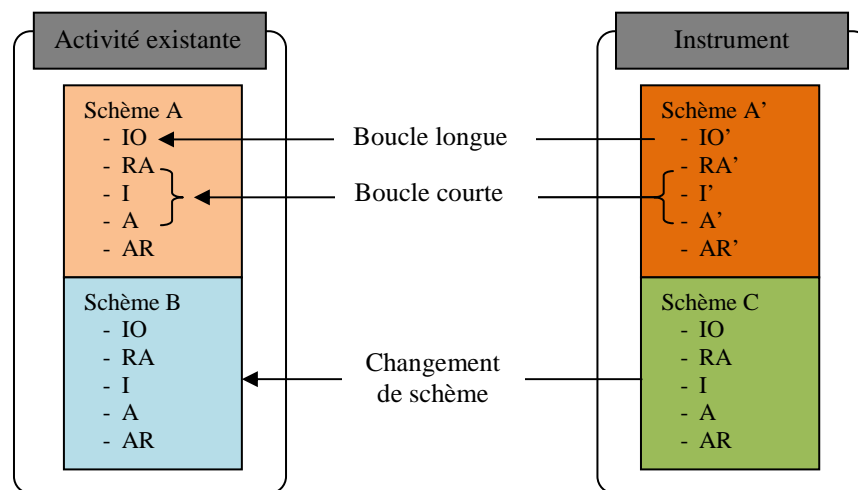 Activité existante
Schème A
- IO
- RA
- I
- A
- AR
Schème B
- IO
- RA
- I
- A
- AR
Boucle longue
Boucle courte
Changement
de schème
Instrument
Schème A’
- IO’
- RA’
- I’
- A’
- AR’
Schème C
- IO
- RA
- I
- A
- AR